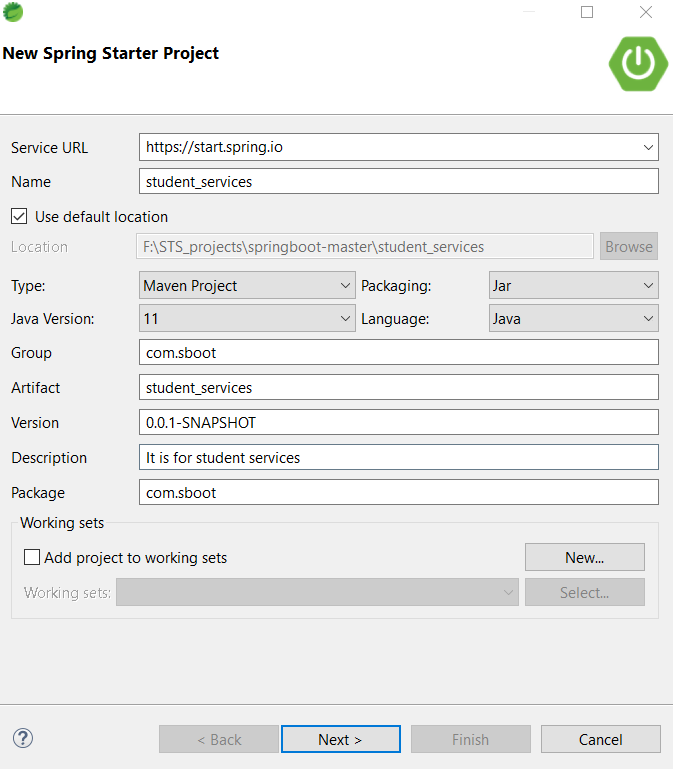 New Spring Starter Project
Service URL https://start.spring.io
Name student_services
Use default location
Location F:\STS_projects\springboot-master\student_services Browse
Type: Maven Project Packaging: Jar
Java Version: 11 Language: Java
Group com.sboot
Artifact student_services
Version 0.0.1-SNAPSHOT
Description It is for student services
Package com.sboot
Working sets
Add project to working sets New...
Working sets: Select...
? < Back Next > Finish Cancel